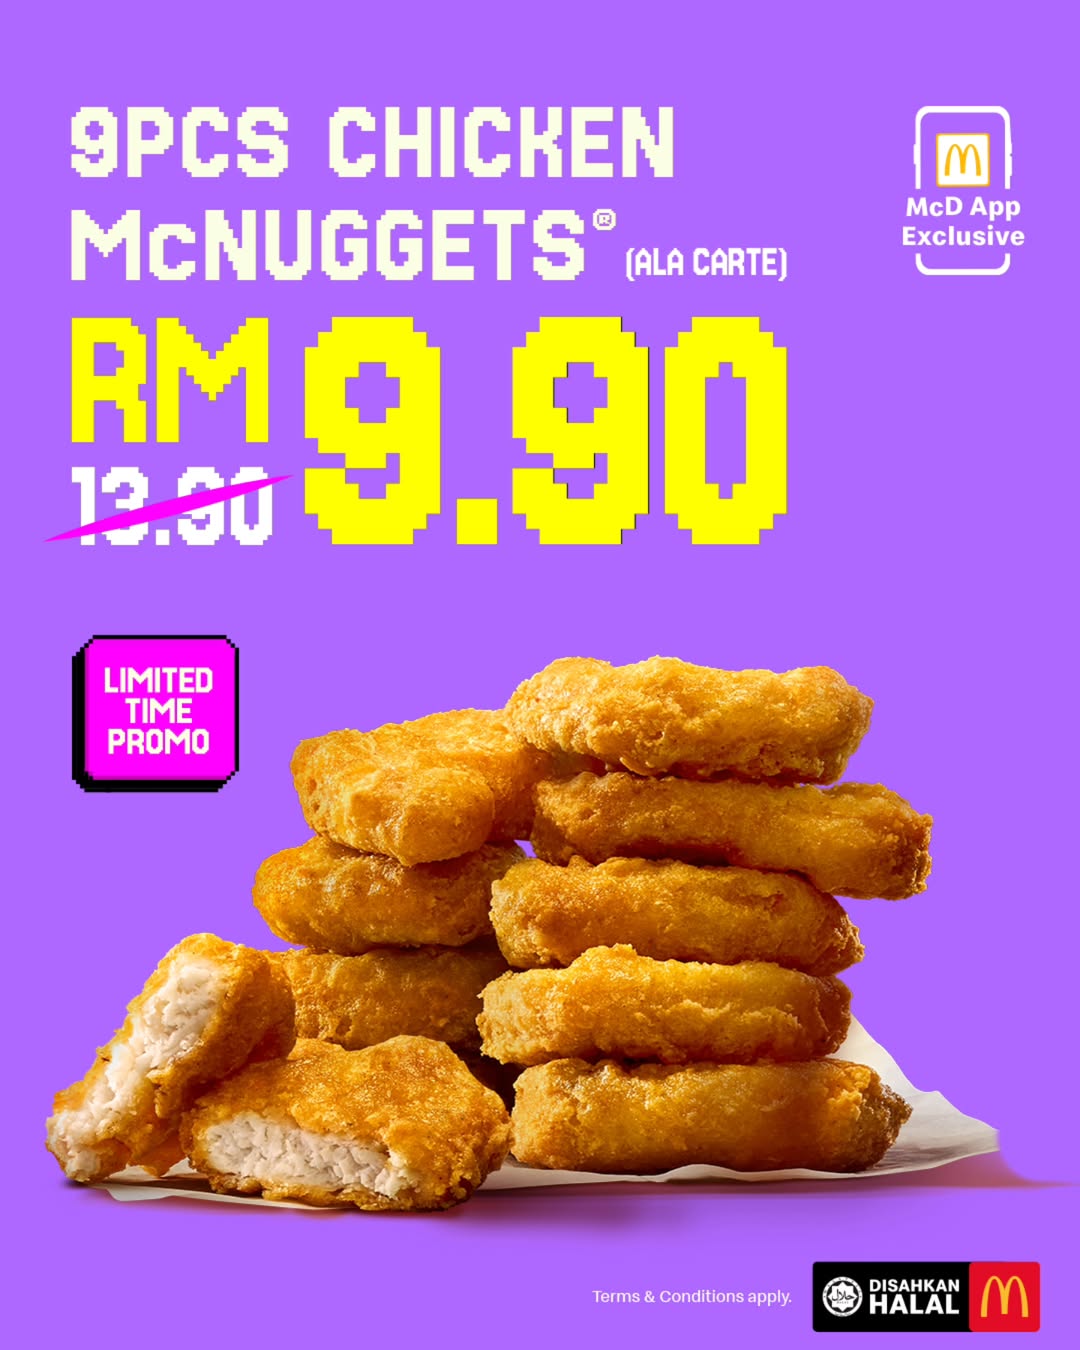 9PCS CHICKEN
McNUGGETS® (ALA CARTE)
RM 9.90
13.90
McD App
Exclusive
LIMITED
TIME
PROMO
Terms & Conditions apply.
DISAHKAN
HALAL